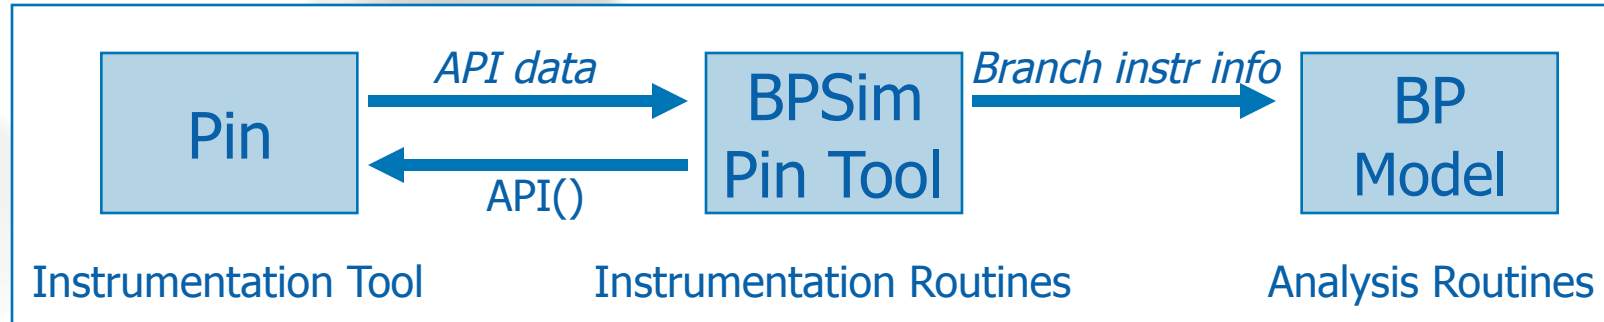 API data
Branch instr info
Pin
BPSim
Pin Tool
BP
Model
API()
Instrumentation Tool
Instrumentation Routines
Analysis Routines